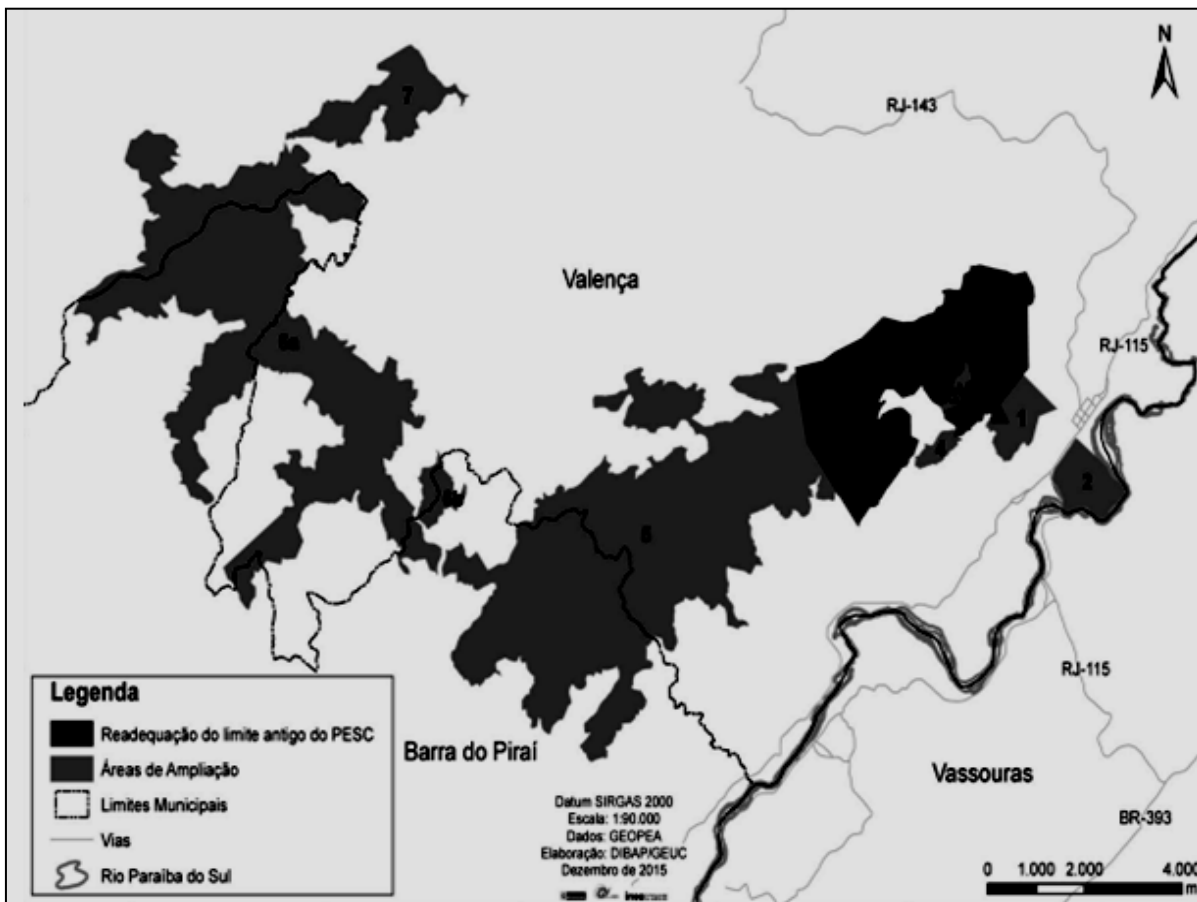 N
7
RJ-143
Valença
RJ-115
6a
1
4
2
5
RJ-115
Legenda
Readequação do limite antigo do PESC
Áreas de Ampliação
Limites Municipais
Vias
Rio Paraíba do Sul
Barra do Piraí
Vassouras
Datum SIRGAS 2000
Escala: 1:90.000
Dados: GEOPEA
Elaboração: DIBAP/GEUC
Dezembro de 2015
BR-393
0 1.000 2.000 4.000
m